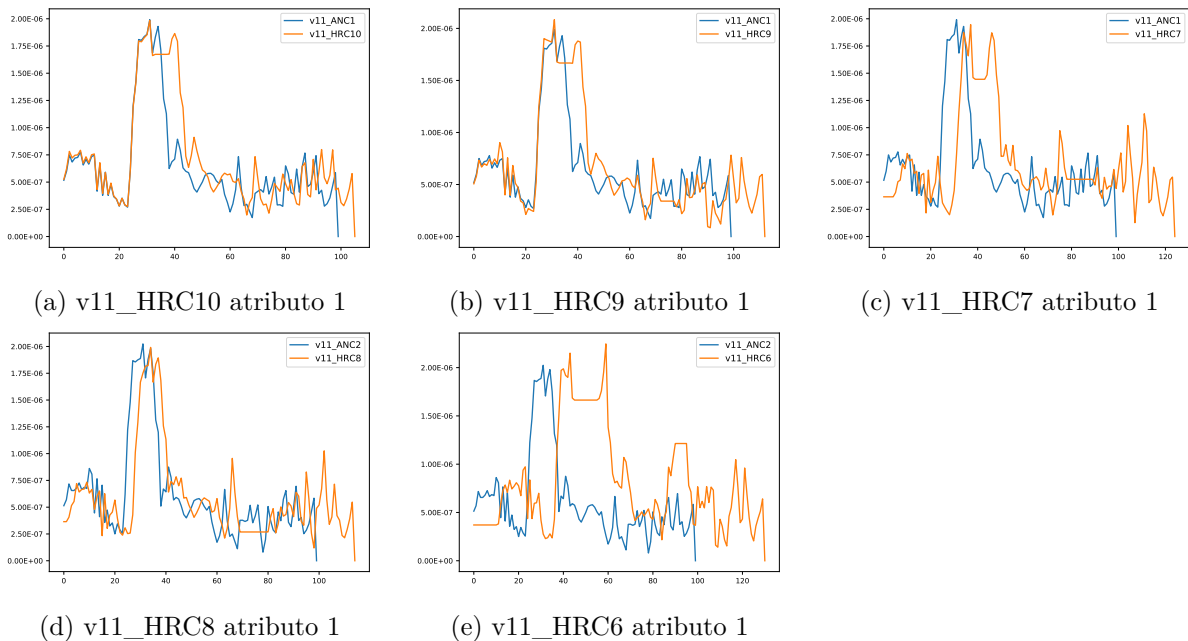 2.00E-06
1.75E-06
1.50E-06
1.25E-06
1.00E-06
7.50E-07
5.00E-07
2.50E-07
0.00E+00
0 20 40 60 80 100
v11_ANC1
v11_HRC10
(a) v11_HRC10 atributo 1
2.00E-06
1.50E-06
1.00E-06
5.00E-07
0.00E+00
0 20 40 60 80 100
v11_ANC1
v11_HRC9
(b) v11_HRC9 atributo 1
2.00E-06
1.75E-06
1.50E-06
1.25E-06
1.00E-06
7.50E-07
5.00E-07
2.50E-07
0.00E+00
0 20 40 60 80 100 120
v11_ANC1
v11_HRC7
(c) v11_HRC7 atributo 1
2.00E-06
1.75E-06
1.50E-06
1.25E-06
1.00E-06
7.50E-07
5.00E-07
2.50E-07
0.00E+00
0 20 40 60 80 100
v11_ANC2
v11_HRC8
(d) v11_HRC8 atributo 1
2.00E-06
1.50E-06
1.00E-06
5.00E-07
0.00E+00
0 20 40 60 80 100 120
v11_ANC2
v11_HRC6
(e) v11_HRC6 atributo 1